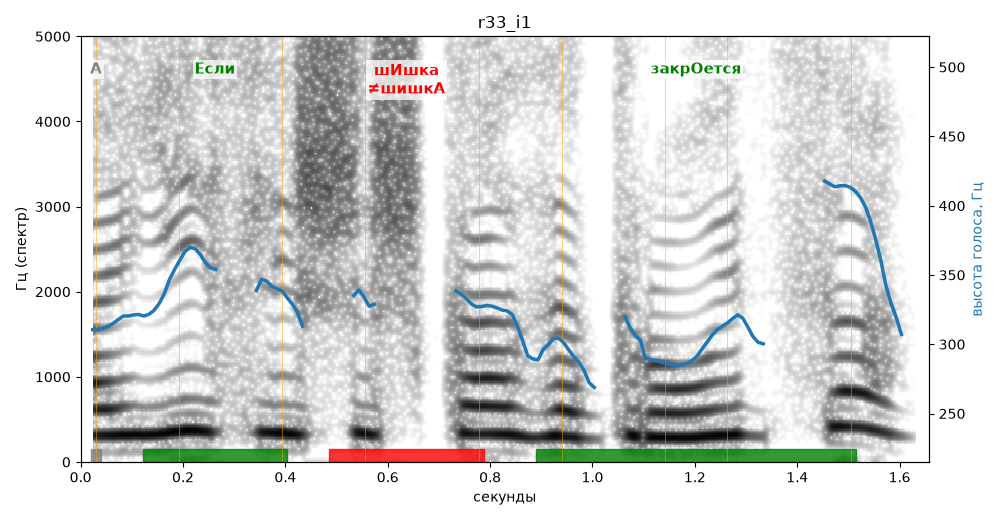 r33_i1
5000
4000
3000
2000
1000
0
Гц (спектр)
А
Если
шИшка
≠шишкА
закрОется
500
450
400
350
300
250
высота голоса, Гц
0.0 0.2 0.4 0.6 0.8 1.0 1.2 1.4 1.6
секунды